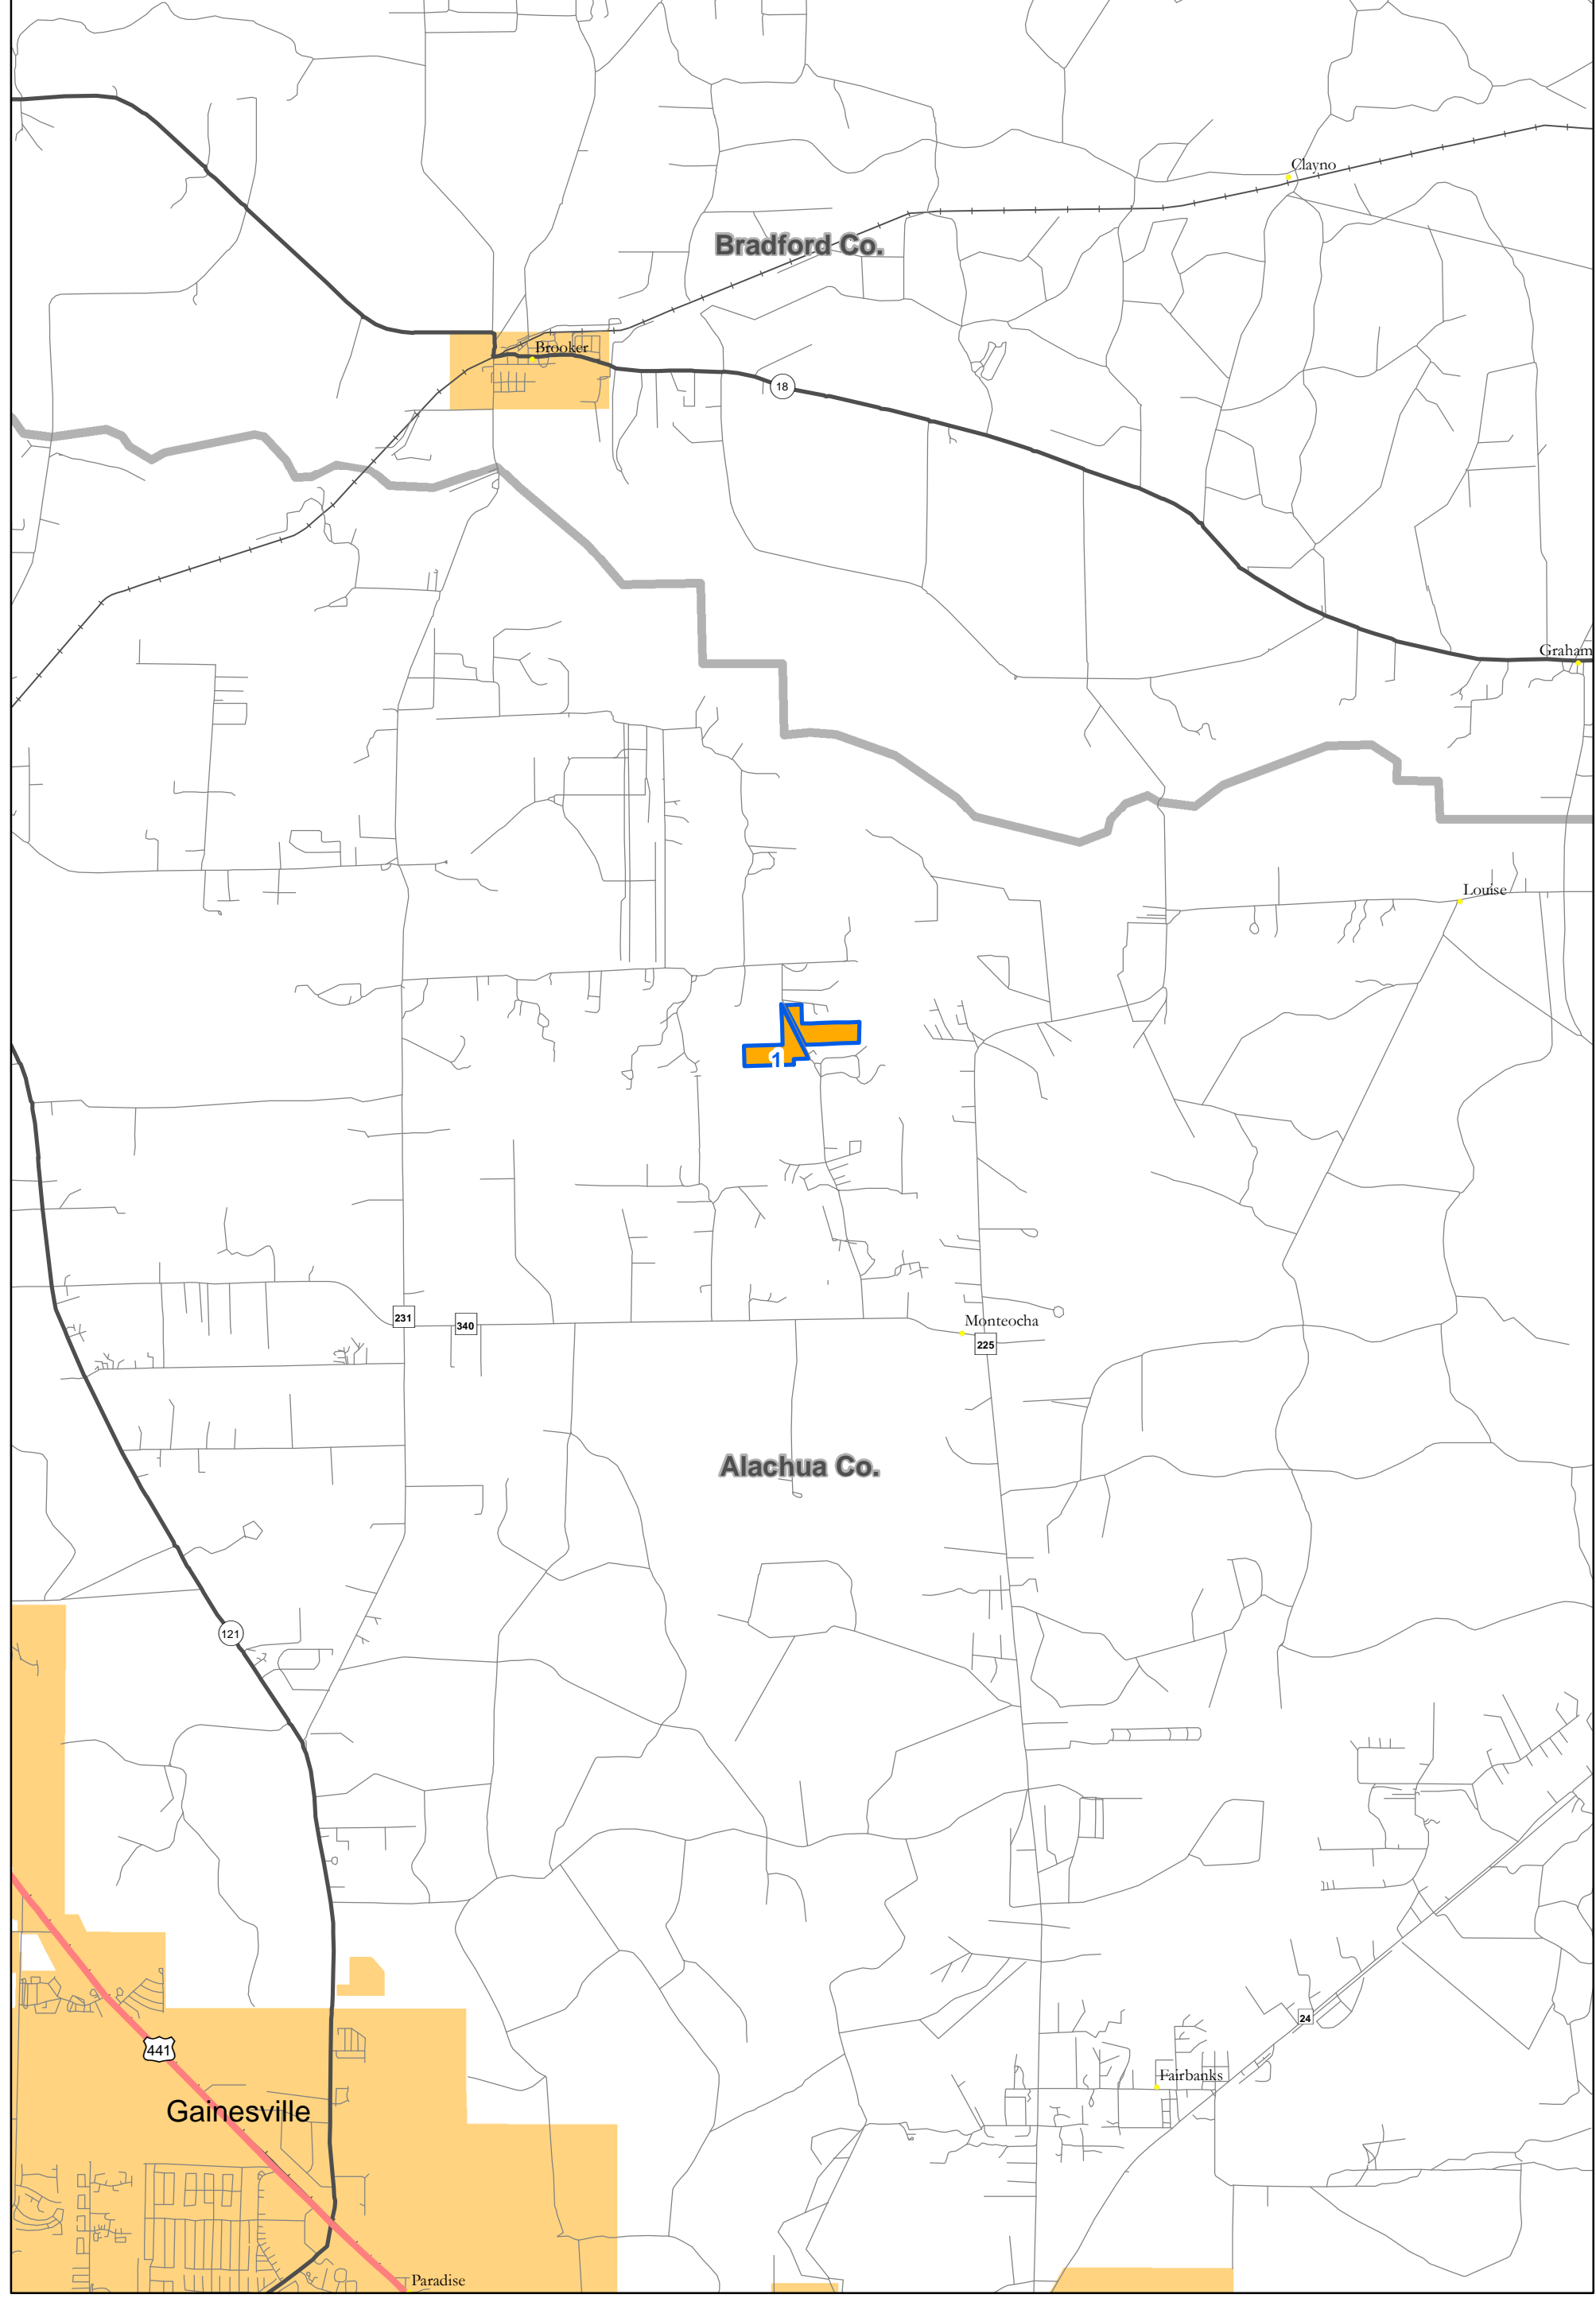 Clayno
Bradford Co.
Brooker
18
Graham
Louise
1
231
340
Monteocha
225
Alachua Co.
121
24
441
Fairbanks
Gainesville
Paradise